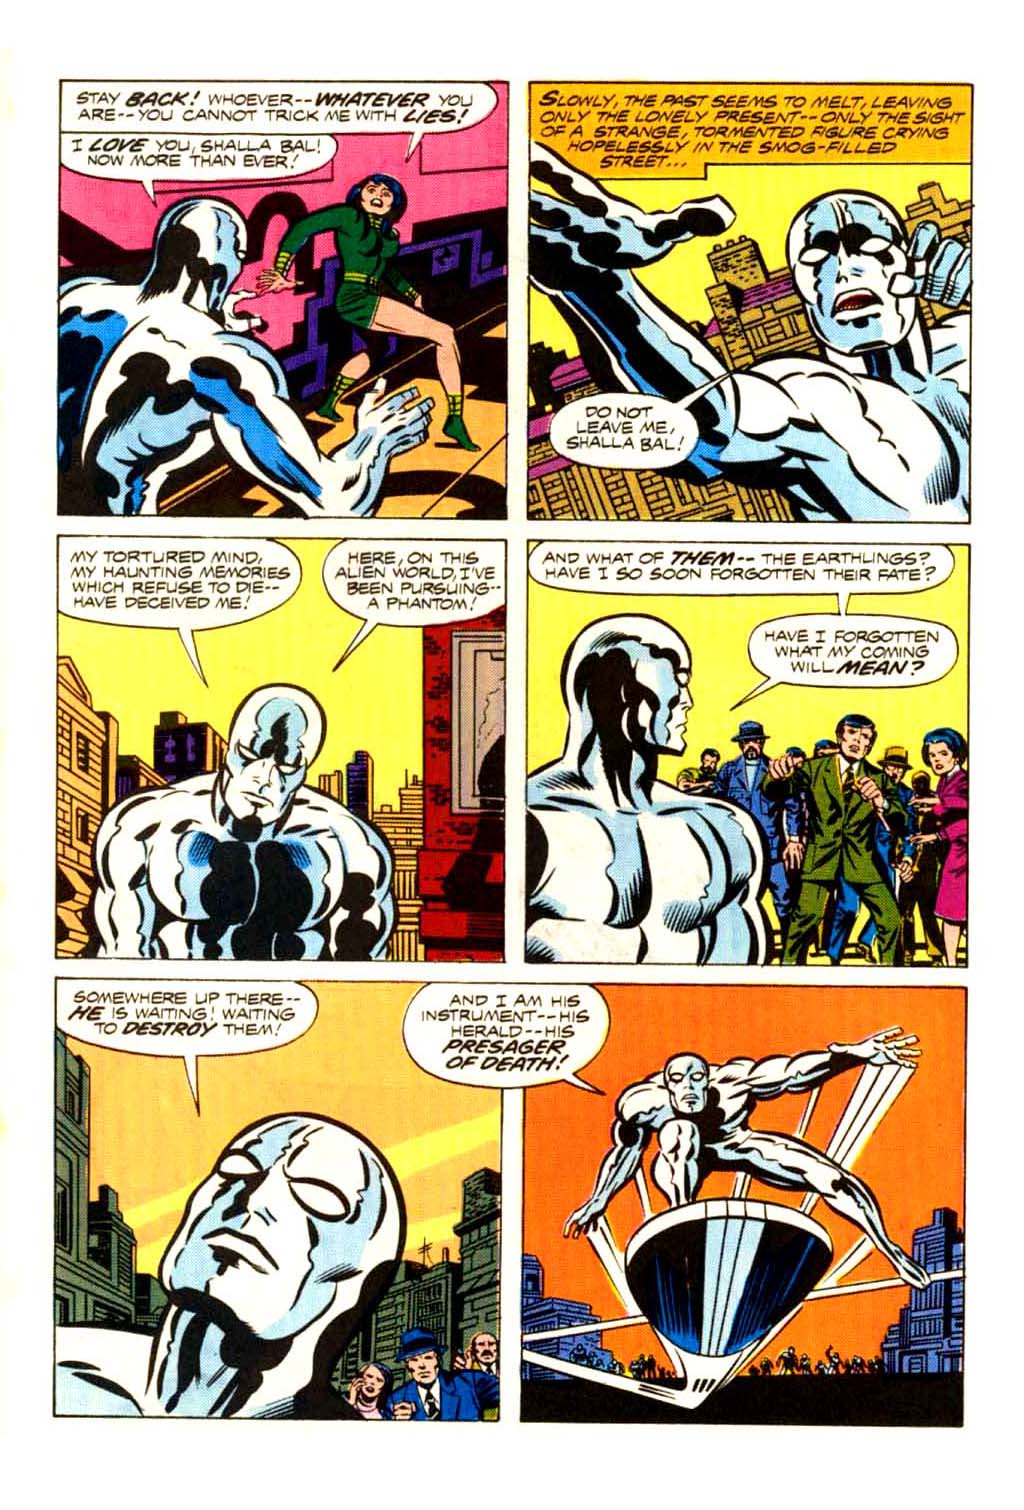 STAY BACK! WHOEVER--WHATEVER YOU
ARE--YOU CANNOT TRICK ME WITH LIES!
I LOVE YOU, SHALLA BAL!
NOW MORE THAN EVER!
SLOWLY, THE PAST SEEMS TO MELT, LEAVING
ONLY THE LONELY PRESENT--ONLY THE SIGHT
OF A STRANGE, TORMENTED FIGURE CRYING
HOPELESSLY IN THE SMOG-FILLED
STREET...
DO NOT
LEAVE ME,
SHALLA BAL!
MY TORTURED MIND,
MY HAUNTING MEMORIES
WHICH REFUSE TO DIE--
HAVE DECEIVED ME!
HERE, ON THIS
ALIEN WORLD, I'VE
BEEN PURSUING--
A PHANTOM!
AND WHAT OF THEM--THE EARTHLINGS?
HAVE I SO SOON FORGOTTEN THEIR FATE?
HAVE I FORGOTTEN
WHAT MY COMING
WILL MEAN?
SOMEWHERE UP THERE--
HE IS WAITING! WAITING
TO DESTROY THEM!
AND I AM HIS
INSTRUMENT--HIS
HERALD--HIS
PRESAGER
OF DEATH!